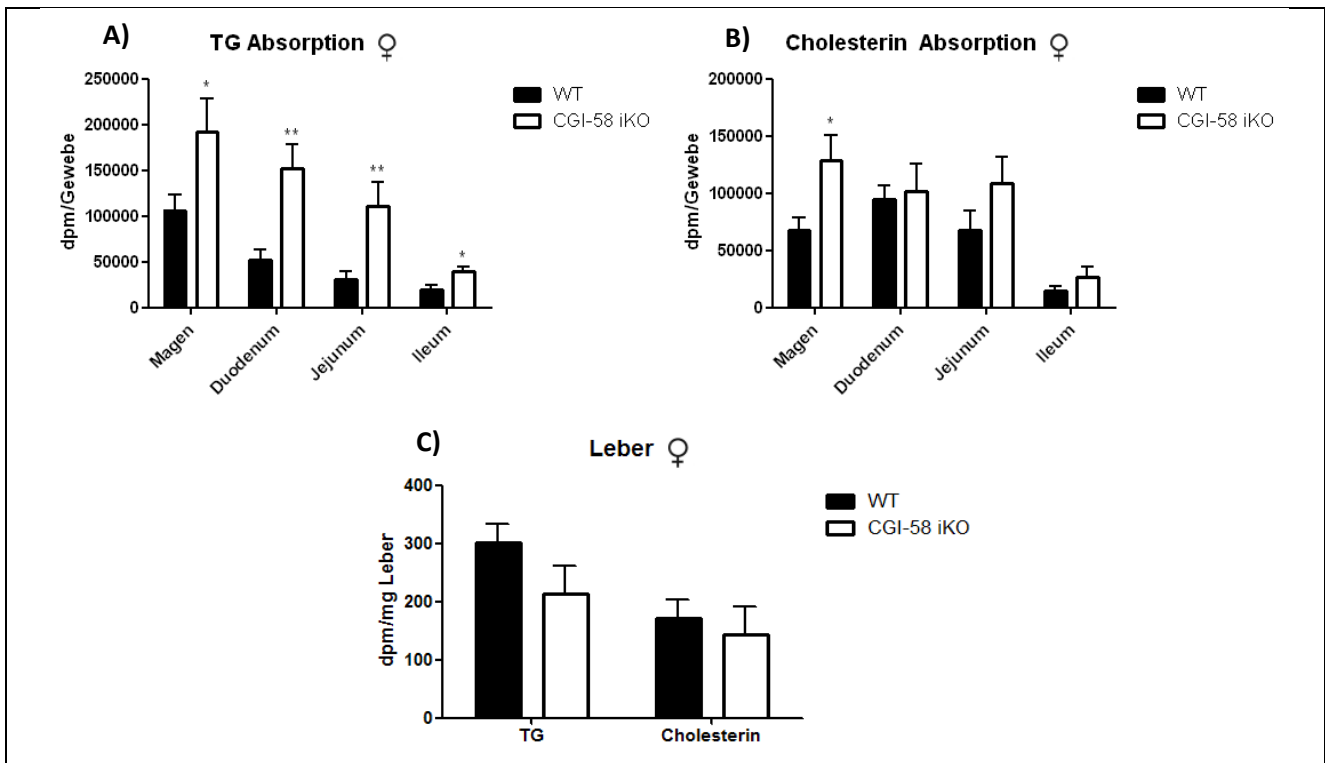 A)
TG Absorption ♀
250000
200000
150000
100000
50000
0
dpm/Gewebe
* ** ** *
Magen Duodenum Jejunum Ileum
WT
CGI-58 iKO
B)
Cholesterin Absorption ♀
200000
150000
100000
50000
0
dpm/Gewebe
*
Magen Duodenum Jejunum Ileum
WT
CGI-58 iKO
C)
Leber ♀
400
300
200
100
0
dpm/mg Leber
TG Cholesterin
WT
CGI-58 iKO